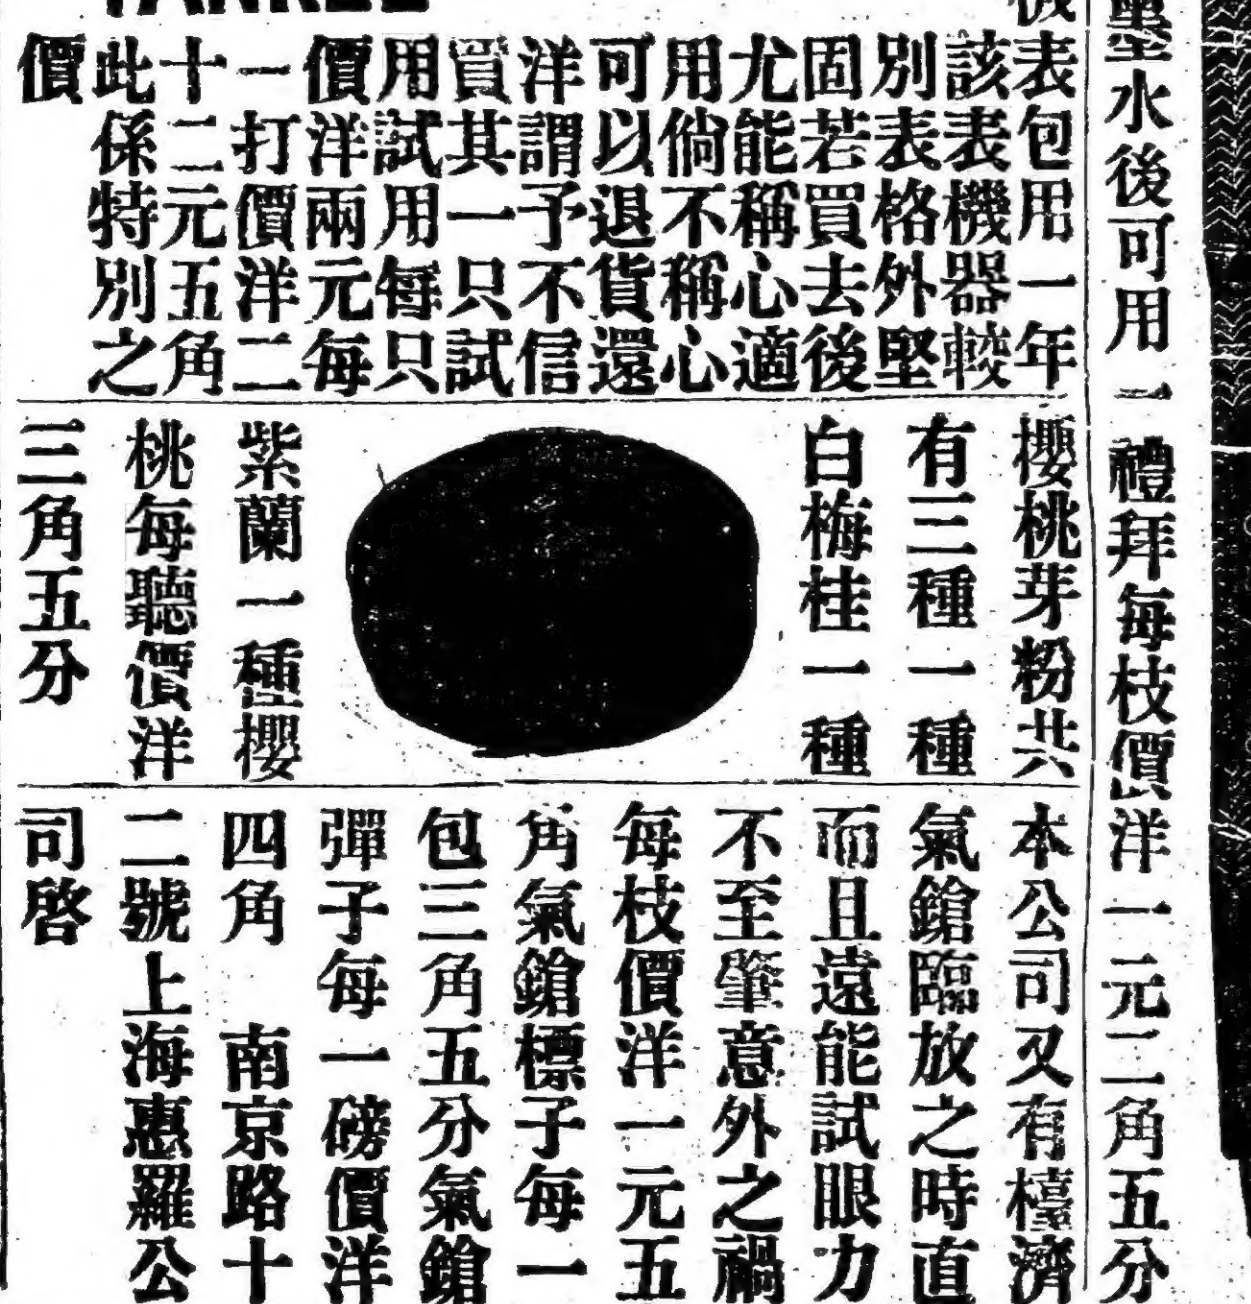 墨水後可用一禮拜每枝價洋一元二角五分
YANKEE
表包用一年
該表機器較
別表格外堅
固若買去後
尤能稱心適
用倘不稱心
可以退貨還
洋謂予不信
買其一只試
用試用每只
價洋兩元每
一打價洋二
十二元五角
此係特別之
價
櫻桃芽粉共
有三種一種
白梅桂一種
紫蘭一種櫻
桃每聽價洋
三角五分
本公司又有檯濟
氣鎗臨放之時直
而且遠能試眼力
不至肇意外之禍
每枝價洋一元五
角氣鎗標子每一
包三角五分氣鎗
彈子每一磅價洋
四角 南京路十
二號上海惠羅公
司啓